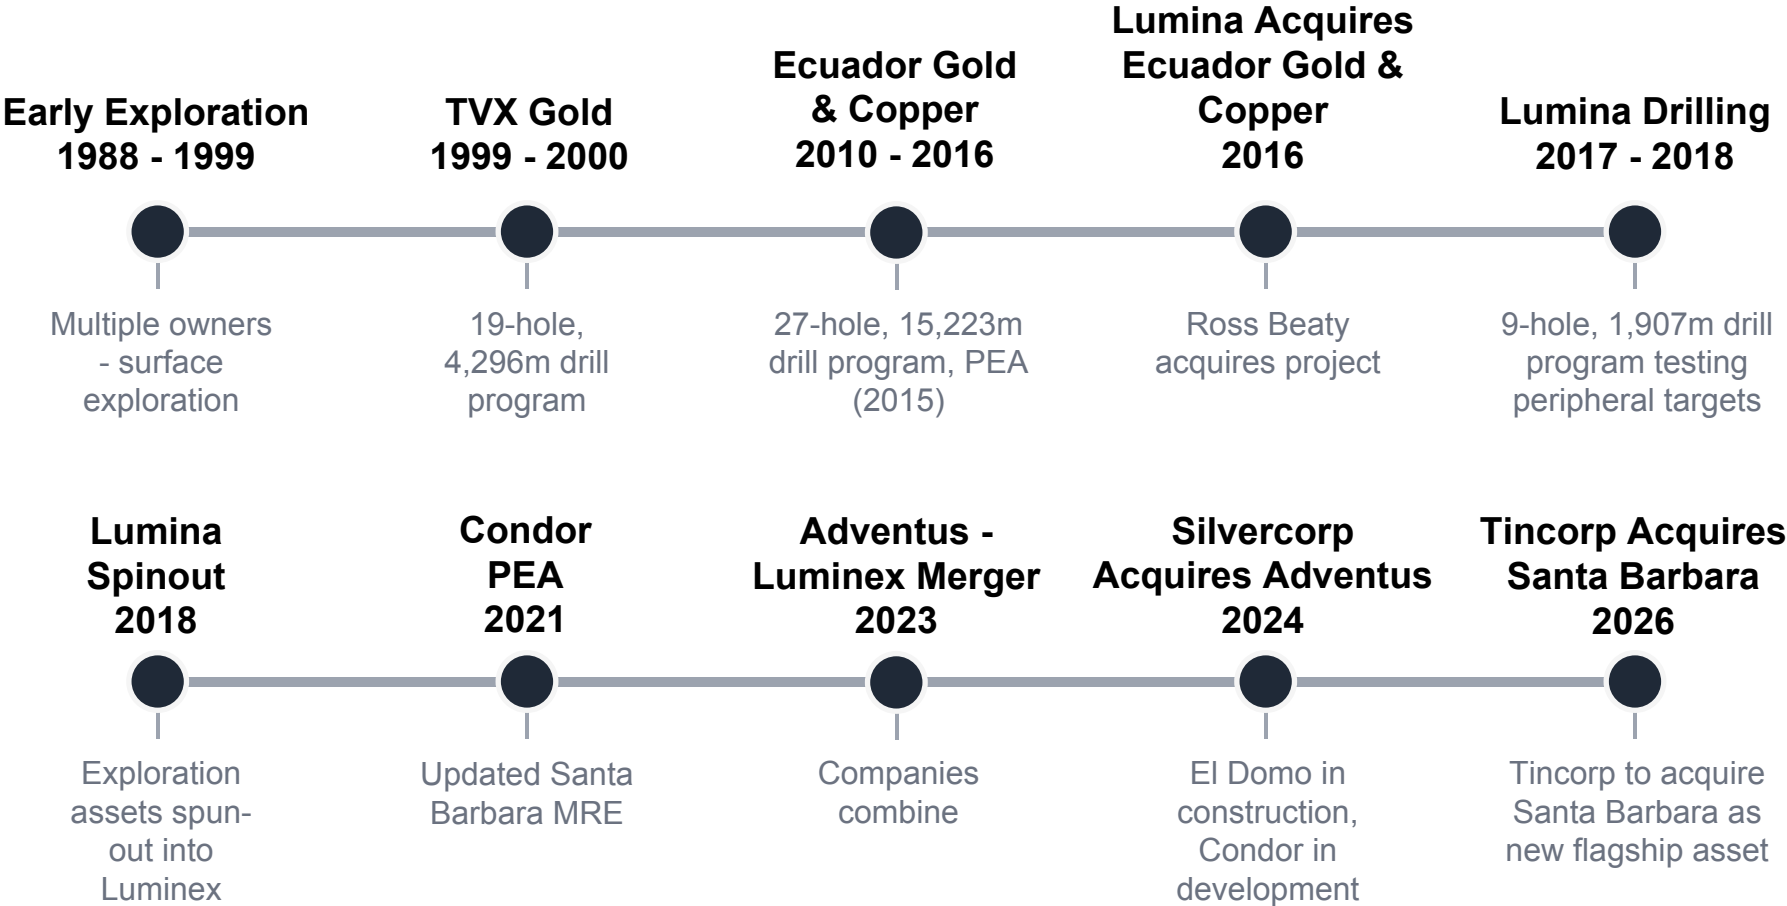 Early Exploration
1988 - 1999
TVX Gold
1999 - 2000
Ecuador Gold
& Copper
2010 - 2016
Lumina Acquires
Ecuador Gold &
Copper
2016
Lumina Drilling
2017 - 2018
Multiple owners
- surface
exploration
19-hole,
4,296m drill
program
27-hole, 15,223m
drill program, PEA
(2015)
Ross Beaty
acquires project
9-hole, 1,907m drill
program testing
peripheral targets
Lumina
Spinout
2018
Condor
PEA
2021
Adventus -
Luminex Merger
2023
Silvercorp
Acquires Adventus
2024
Tincorp Acquires
Santa Barbara
2026
Exploration
assets spun-
out into
Luminex
Updated Santa
Barbara MRE
Companies
combine
El Domo in
construction,
Condor in
development
Tincorp to acquire
Santa Barbara as
new flagship asset